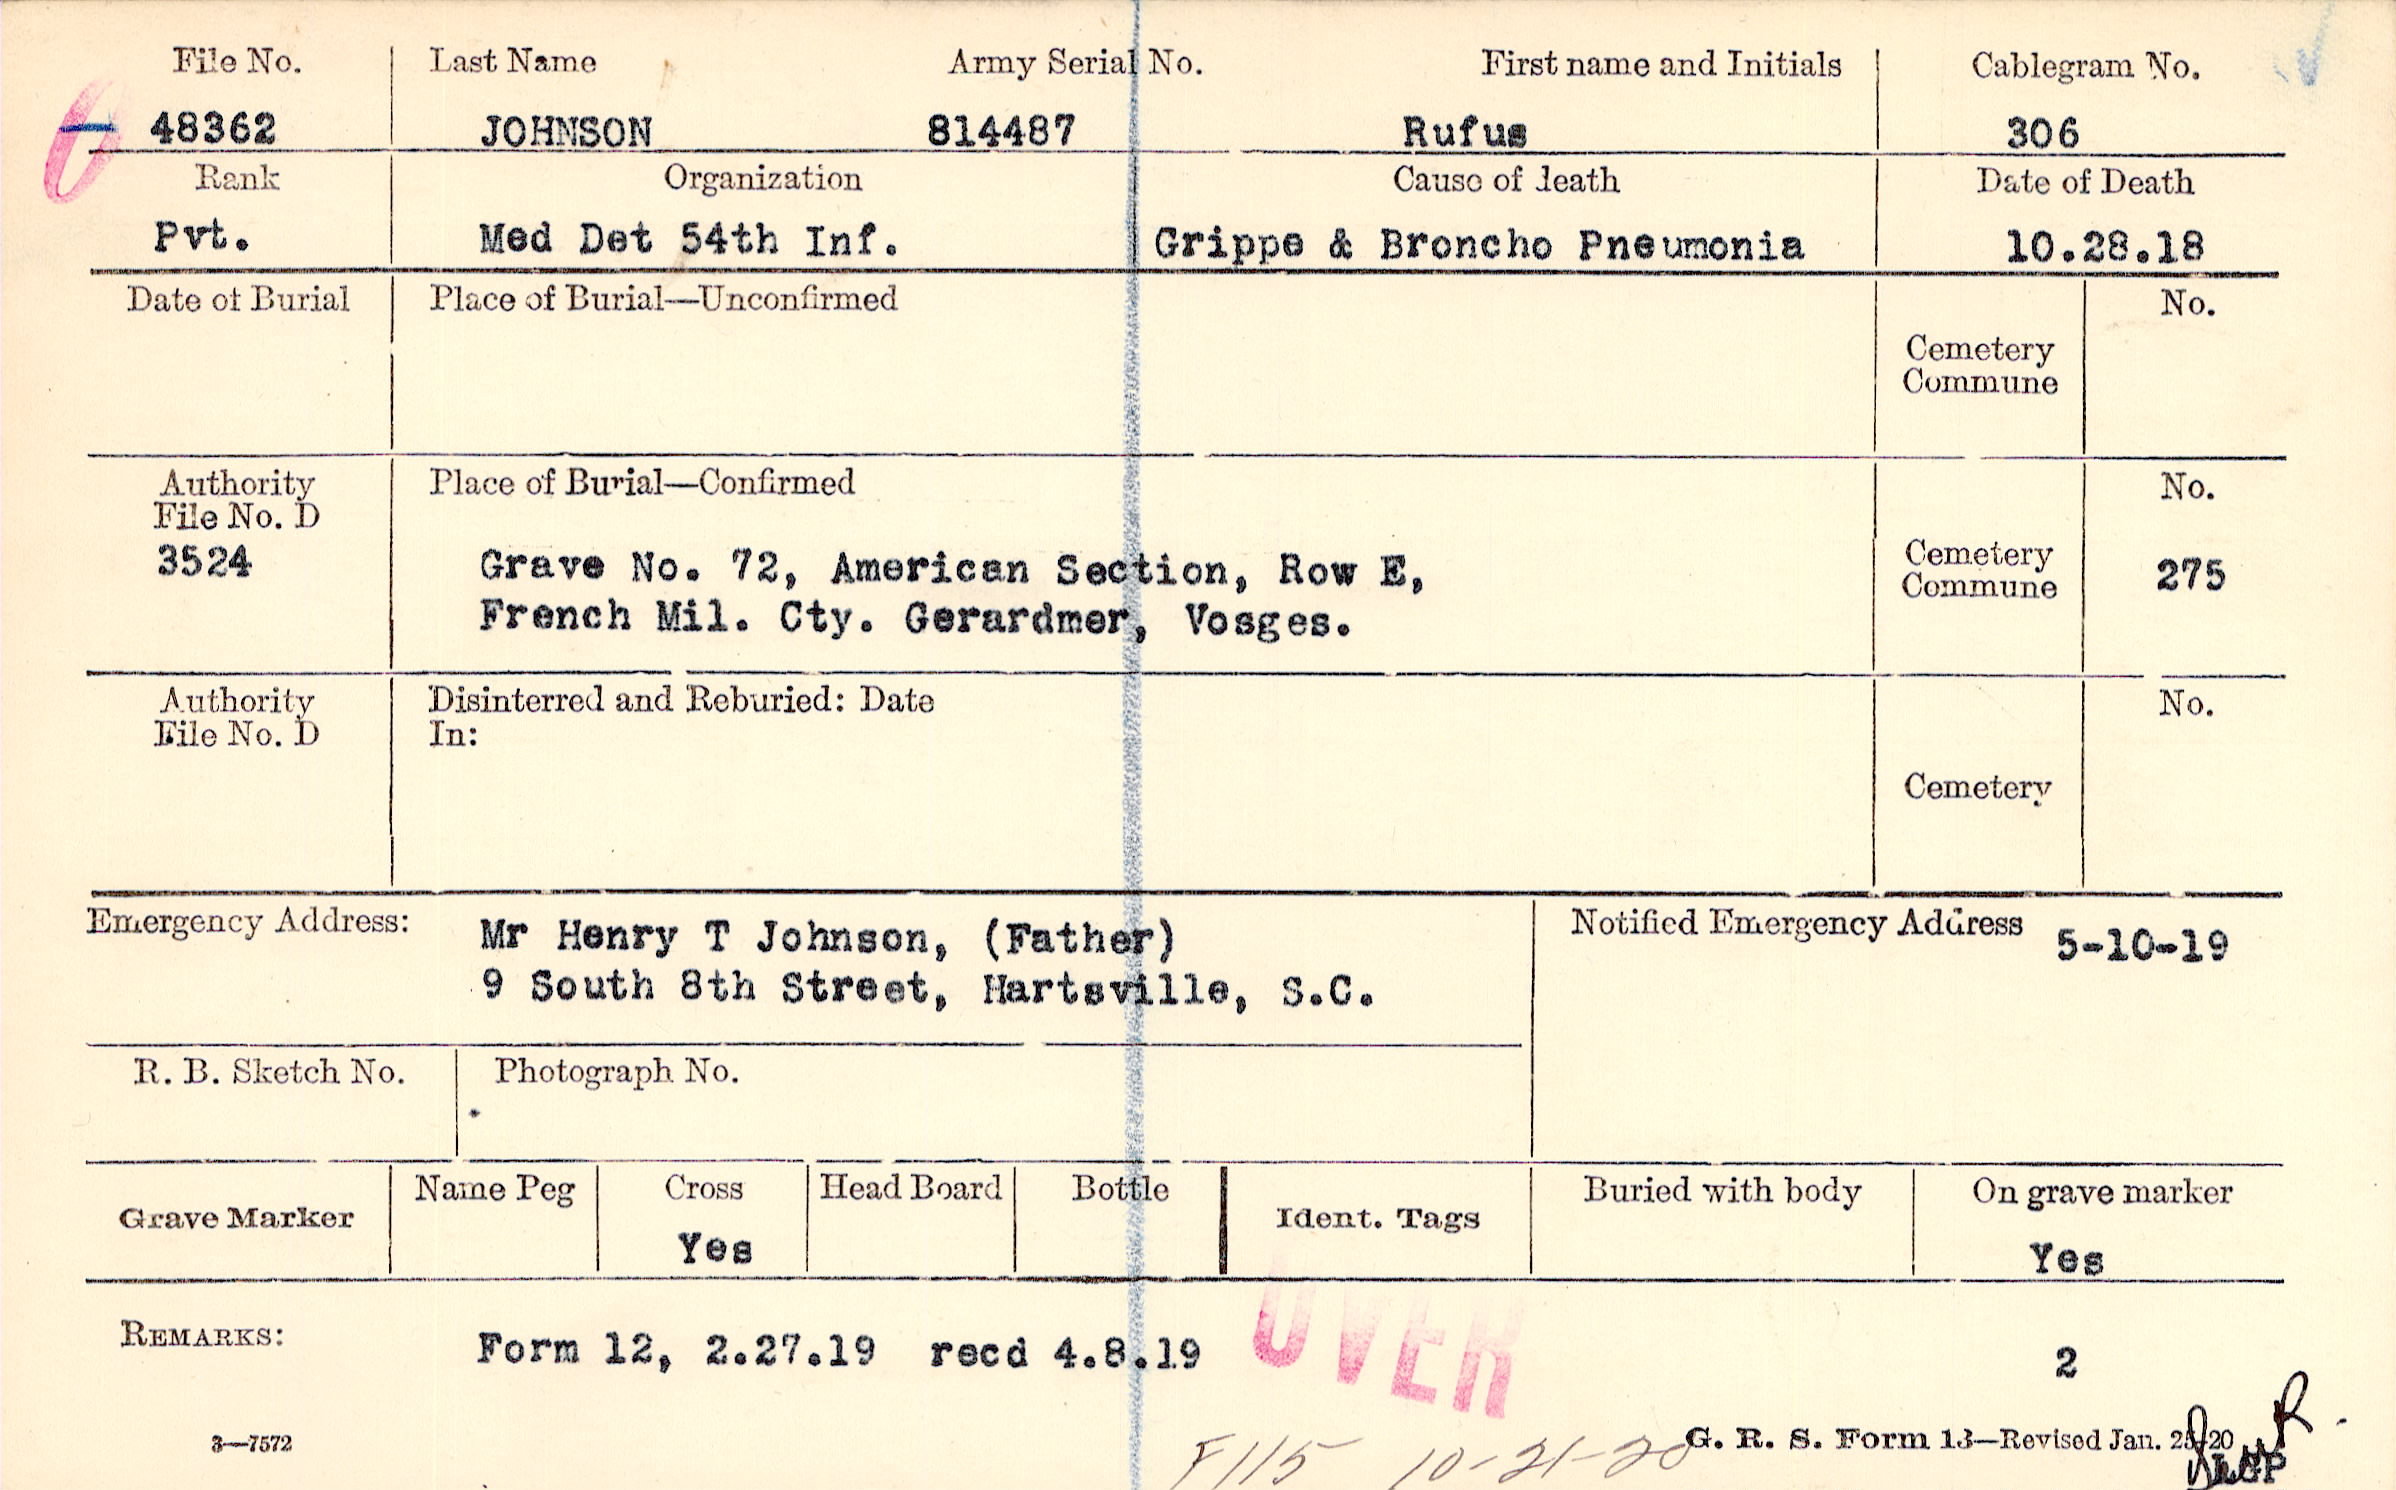 File No. Last Name Army Serial No. First name and Initials Cablegram No.
48362 JOHNSON 814487 Rufus 306
Rank Organization Cause of death Date of Death
Pvt. Med Det 54th Inf. Grippe & Broncho Pneumonia 10.28.18
Date of Burial Place of Burial—Unconfirmed No.
Cemetery
Commune
Authority Place of Burial—Confirmed No.
File No. D
3524 Grave No. 72, American Section, Row E, Cemetery
French Mil. Cty. Gerardmer, Vosges. Commune 275
Authority Disinterred and Reburied: Date No.
File No. D In:
Cemetery
Emergency Address: Mr Henry T Johnson, (Father) Notified Emergency Address 5-10-19
9 South 8th Street, Hartsville, S.C.
R. B. Sketch No. Photograph No.
Grave Marker Name Peg Cross Head Board Bottle Ident. Tags Buried with body On grave marker
Yes Yes
OVER
REMARKS: Form 12, 2.27.19 recd 4.8.19 2
3—7572 F115 10-21-20 G. R. S. Form 13—Revised Jan. 20